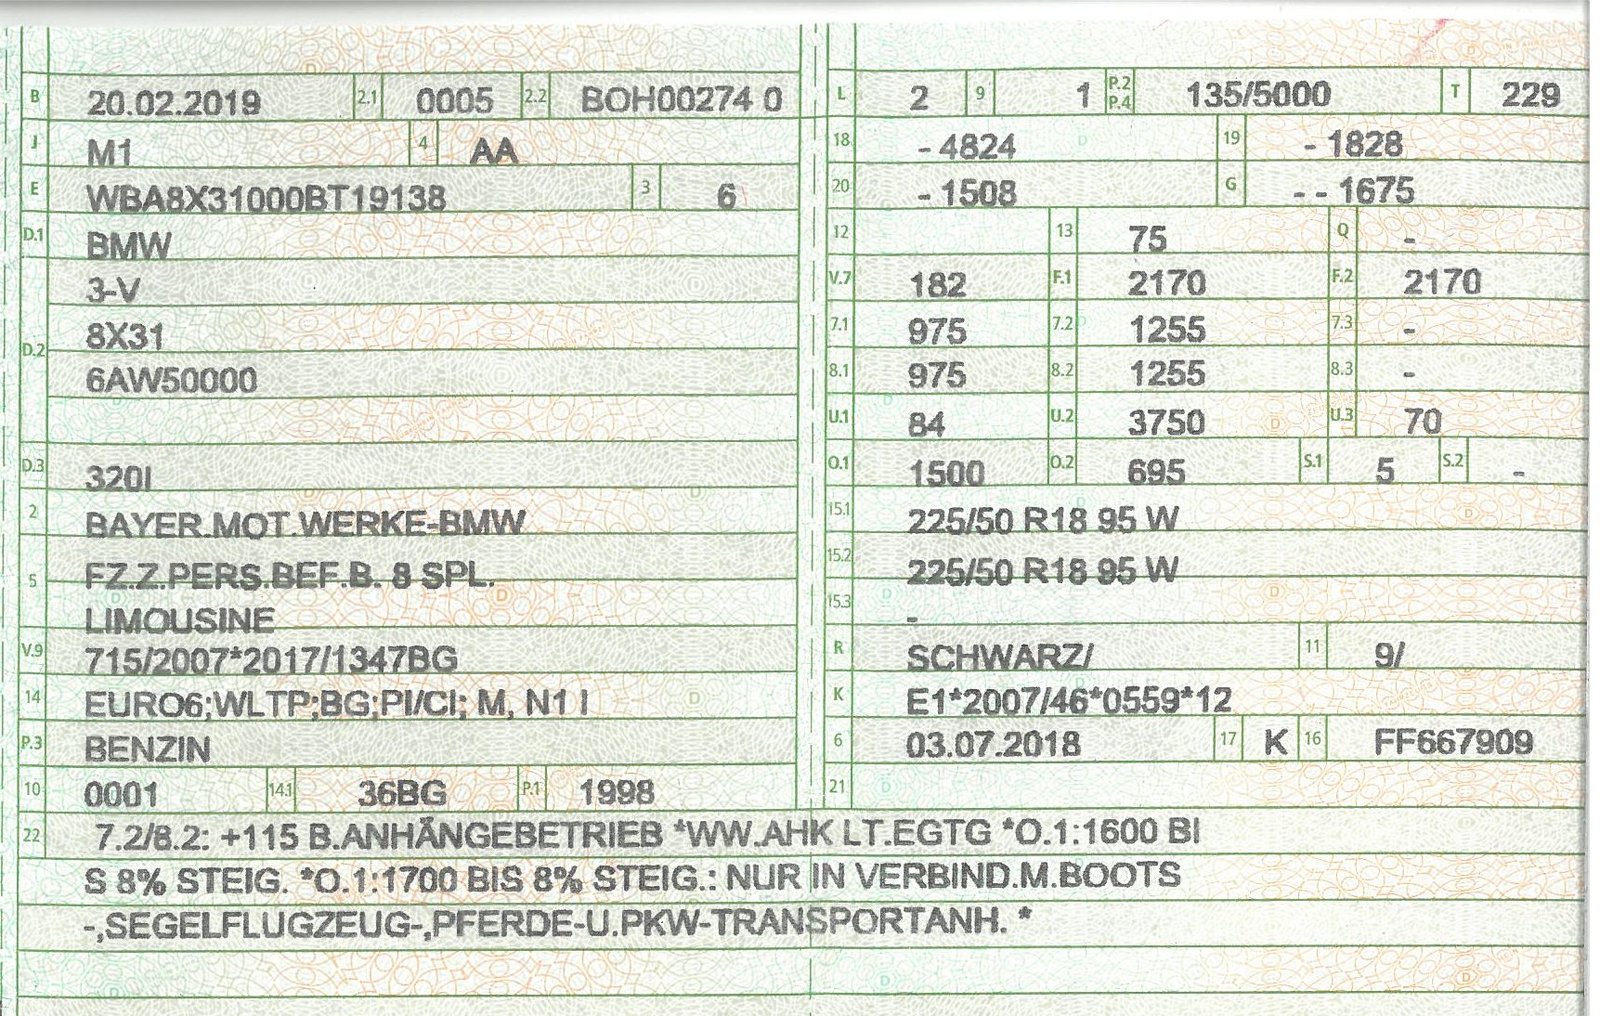 B 20.02.2019 2.1 0005 2.2 BOH00274 0
J M1 4 AA
E WBA8X31000BT19138 3 6
D.1 BMW
3-V
D.2 8X31
6AW50000
D.3 320I
2 BAYER.MOT.WERKE-BMW
5 FZ.Z.PERS.BEF.B. 8 SPL.
LIMOUSINE
V.9 715/2007*2017/1347BG
14 EURO6;WLTP;BG;PI/CI; M, N1 I
P.3 BENZIN
10 0001 14.1 36BG P.1 1998
L 2 9 1 P.2 P.4 135/5000 T 229
18 - 4824 19 - 1828
20 - 1508 G - - 1675
12 13 75 Q -
V.7 182 F.1 2170 F.2 2170
7.1 975 7.2 1255 7.3 -
8.1 975 8.2 1255 8.3 -
U.1 84 U.2 3750 U.3 70
O.1 1500 O.2 695 S.1 5 S.2 -
15.1 225/50 R18 95 W
15.2 225/50 R18 95 W
15.3 -
R SCHWARZ/ 11 9/
K E1*2007/46*0559*12
6 03.07.2018 17 K 16 FF667909
21
22 7.2/8.2: +115 B.ANHÄNGEBETRIEB *WW.AHK LT.EGTG *O.1:1600 BI
S 8% STEIG. *O.1:1700 BIS 8% STEIG.: NUR IN VERBIND.M.BOOTS
-,SEGELFLUGZEUG-,PFERDE-U.PKW-TRANSPORTANH. *